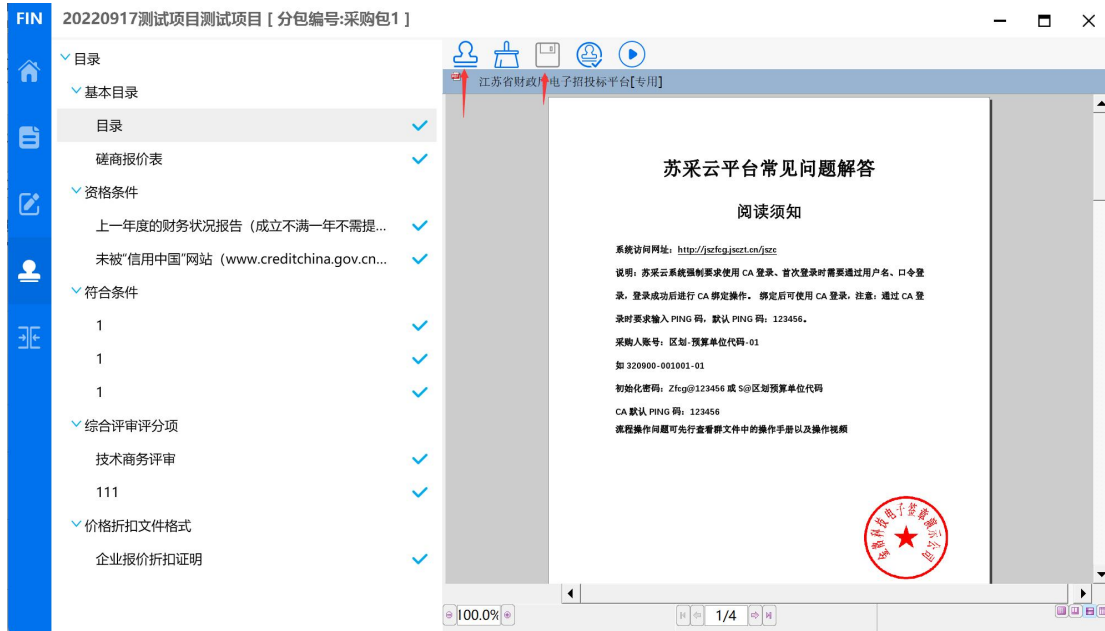 FIN
20220917测试项目测试项目 [ 分包编号:采购包1 ]
目录
基本目录
目录
磋商报价表
资格条件
上一年度的财务状况报告（成立不满一年不需提...
未被“信用中国”网站（www.creditchina.gov.cn...
符合条件
1
1
1
综合评审评分项
技术商务评审
111
价格折扣文件格式
企业报价折扣证明
江苏省财政厅电子招投标平台[专用]
苏采云平台常见问题解答
阅读须知
系统访问网址：http://jszfcg.jsczt.cn/jszc
说明：苏采云系统强制要求使用 CA 登录、首次登录时需要通过用户名、口令登
录，登录成功后进行 CA 绑定操作。 绑定后可使用 CA 登录，注意：通过 CA 登
录时要求输入 PING 码，默认 PING 码：123456。
采购人账号：区划-预算单位代码-01
如 320900-001001-01
初始化密码：Zfcg@123456 或 S@区划预算单位代码
CA 默认 PING 码：123456
流程操作问题可先行查看群文件中的操作手册以及操作视频
100.0%
1/4